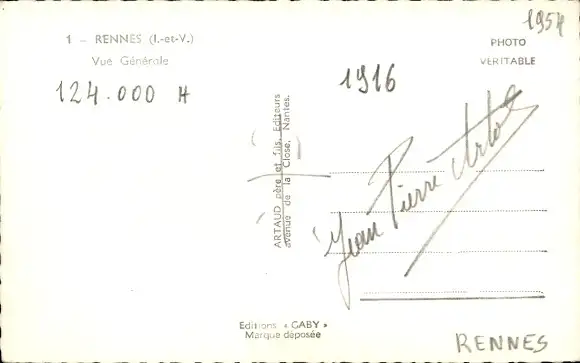 1 - RENNES (I.-et-V.)
Vue Générale
124.000 H
1954
PHOTO
VERITABLE
1916
ARTAUD père et fils, Editeurs
avenue de la Close, Nantes.
Jean Pierre
Editions « GABY »
Marque déposée
RENNES